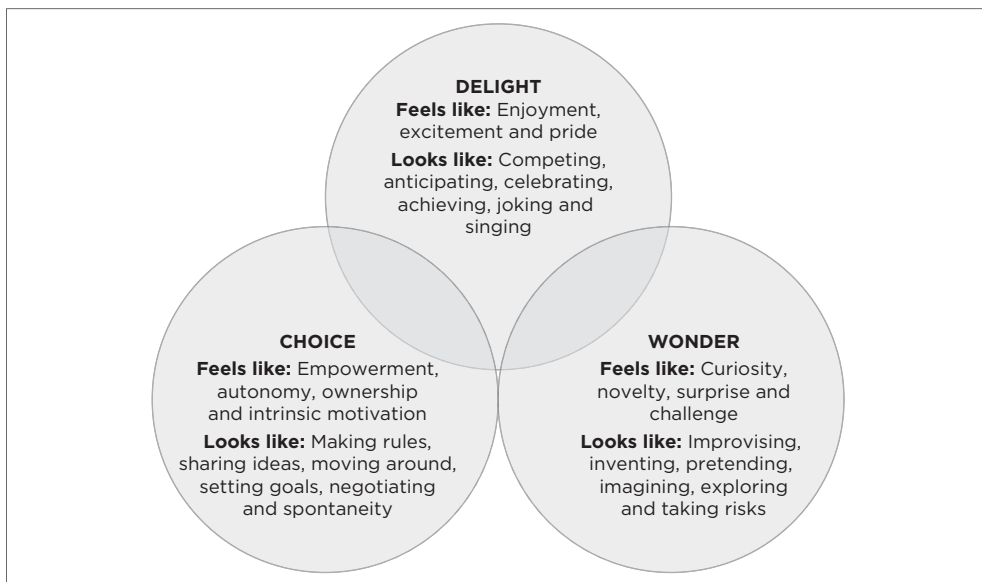 DELIGHT
Feels like: Enjoyment,
excitement and pride
Looks like: Competing,
anticipating, celebrating,
achieving, joking and
singing
CHOICE
Feels like: Empowerment,
autonomy, ownership
and intrinsic motivation
Looks like: Making rules,
sharing ideas, moving around,
setting goals, negotiating
and spontaneity
WONDER
Feels like: Curiosity,
novelty, surprise and
challenge
Looks like: Improvising,
inventing, pretending,
imagining, exploring
and taking risks